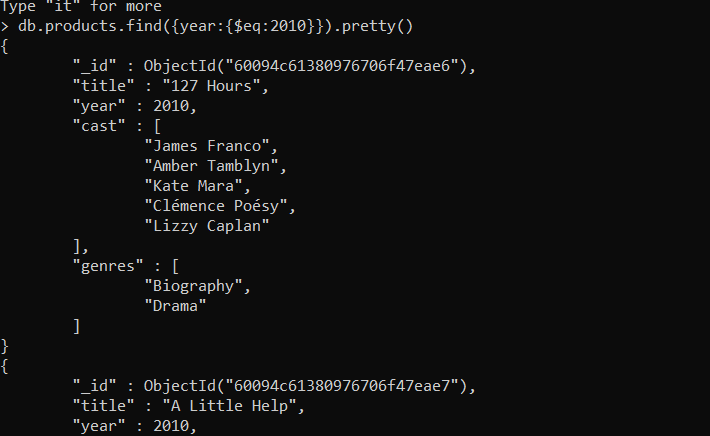 Type "it" for more
> db.products.find({year:{$eq:2010}}).pretty()
{
        "_id" : ObjectId("60094c61380976706f47eae6"),
        "title" : "127 Hours",
        "year" : 2010,
        "cast" : [
                "James Franco",
                "Amber Tamblyn",
                "Kate Mara",
                "Clémence Poésy",
                "Lizzy Caplan"
        ],
        "genres" : [
                "Biography",
                "Drama"
        ]
}
{
        "_id" : ObjectId("60094c61380976706f47eae7"),
        "title" : "A Little Help",
        "year" : 2010,